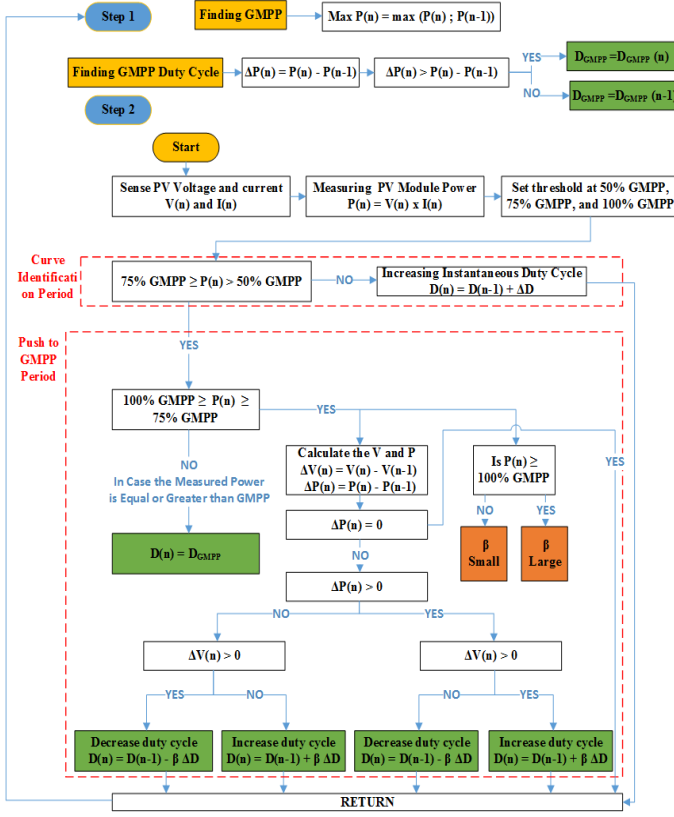 Step 1
Finding GMPP
Max P(n) = max (P(n) ; P(n-1))
Finding GMPP Duty Cycle
ΔP(n) = P(n) - P(n-1)
ΔP(n) > P(n) - P(n-1)
YES
NO
D_GMPP =D_GMPP (n)
D_GMPP =D_GMPP (n-1)
Step 2
Start
Sense PV Voltage and current
V(n) and I(n)
Measuring PV Module Power
P(n) = V(n) x I(n)
Set threshold at 50% GMPP,
75% GMPP, and 100% GMPP
Curve
Identificati
on Period
75% GMPP ≥ P(n) > 50% GMPP
NO
Increasing Instantaneous Duty Cycle
D(n) = D(n-1) + ΔD
YES
Push to
GMPP
Period
100% GMPP ≥ P(n) ≥
75% GMPP
YES
NO
In Case the Measured Power
is Equal or Greater than GMPP
D(n) = D_GMPP
Calculate the V and P
ΔV(n) = V(n) - V(n-1)
ΔP(n) = P(n) - P(n-1)
Is P(n) ≥
100% GMPP
YES
NO
YES
β
Small
β
Large
ΔP(n) = 0
NO
ΔP(n) > 0
NO
YES
ΔV(n) > 0
ΔV(n) > 0
YES
NO
NO
YES
Decrease duty cycle
D(n) = D(n-1) - β ΔD
Increase duty cycle
D(n) = D(n-1) + β ΔD
Decrease duty cycle
D(n) = D(n-1) - β ΔD
Increase duty cycle
D(n) = D(n-1) + β ΔD
RETURN